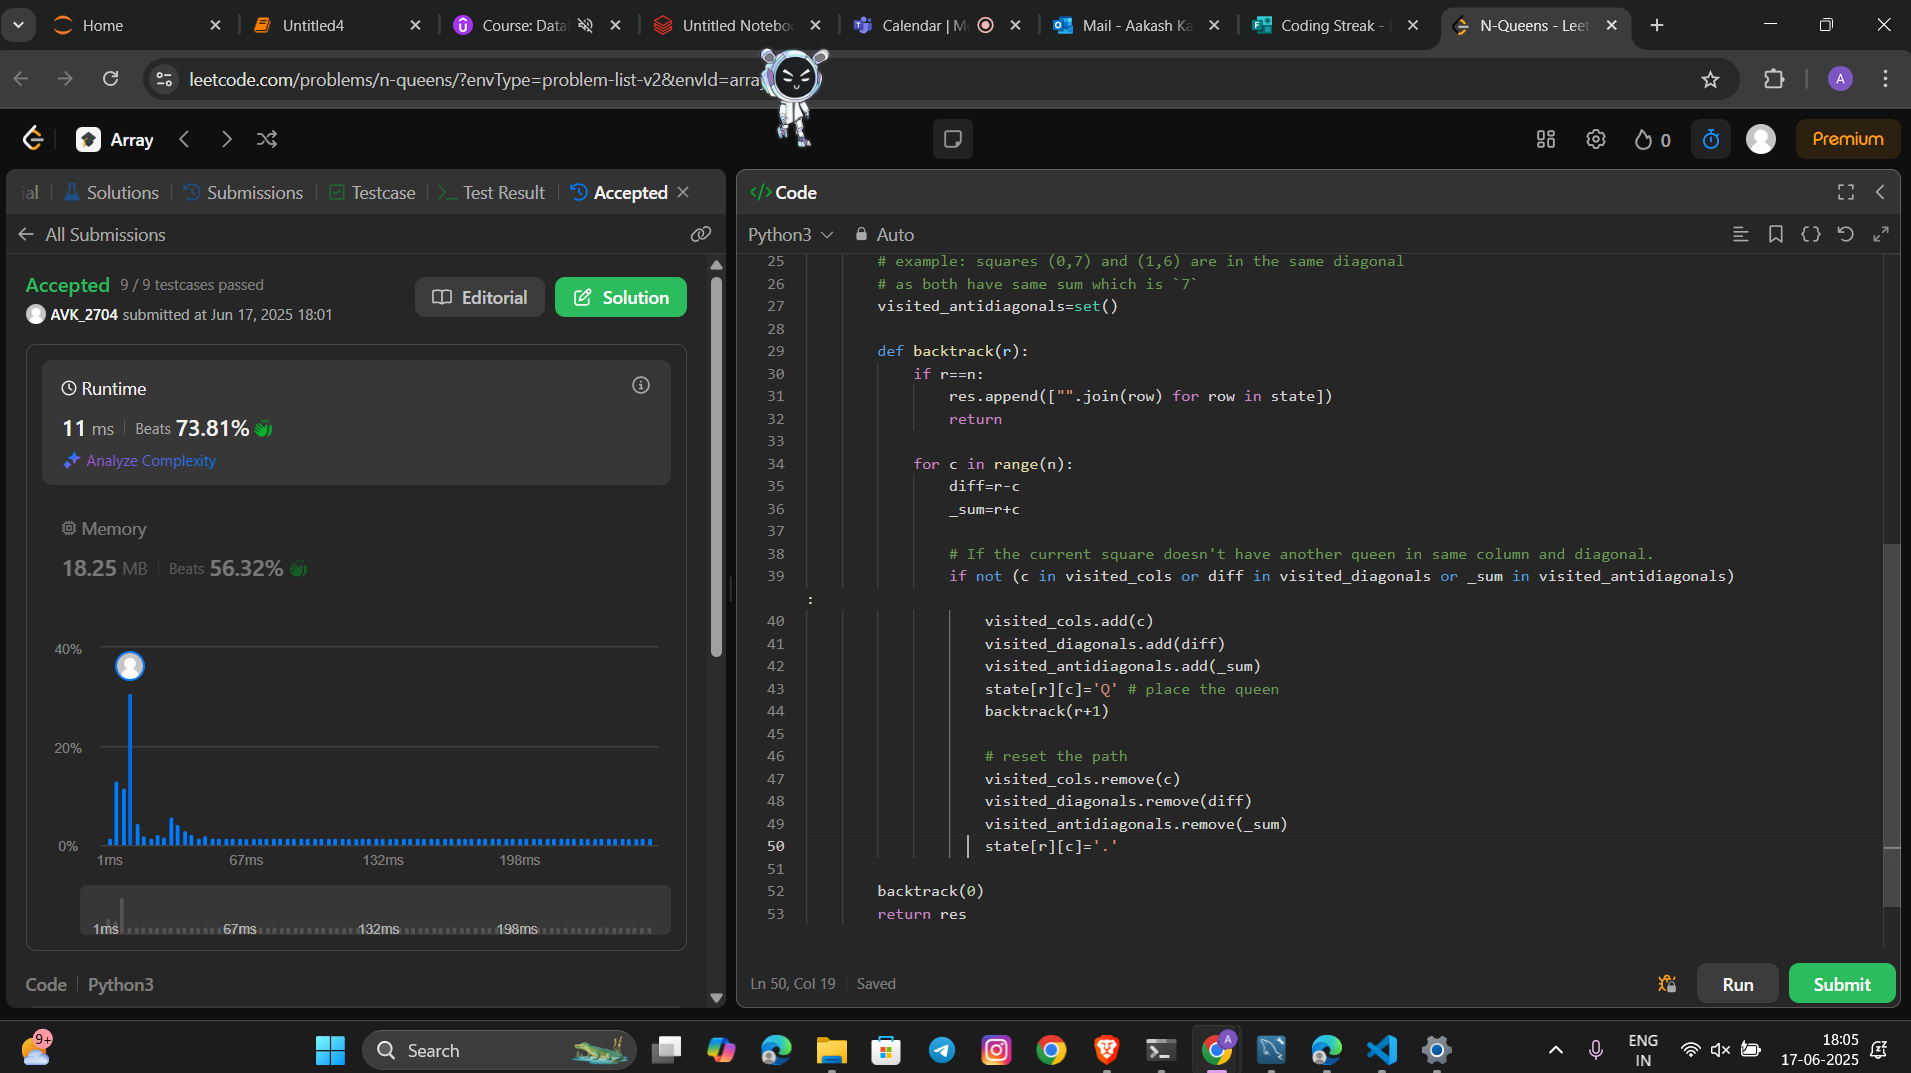 Home
Untitled4
Course: Data
Untitled Notebo
Calendar | M
Mail - Aakash Ka
Coding Streak -
N-Queens - Leet
leetcode.com/problems/n-queens/?envType=problem-list-v2&envId=array
A
Array
0
Premium
ial
Solutions
Submissions
Testcase
Test Result
Accepted
All Submissions
Accepted 9 / 9 testcases passed
AVK_2704 submitted at Jun 17, 2025 18:01
Editorial
Solution
Runtime
11 ms
Beats 73.81%
Analyze Complexity
Memory
18.25 MB
Beats 56.32%
40%
20%
0%
1ms 67ms 132ms 198ms
1ms 67ms 132ms 198ms
Code
Python3
</> Code
Python3
Auto
25 # example: squares (0,7) and (1,6) are in the same diagonal
26 # as both have same sum which is `7`
27 visited_antidiagonals=set()
28
29 def backtrack(r):
30 if r==n:
31 res.append(["".join(row) for row in state])
32 return
33
34 for c in range(n):
35 diff=r-c
36 _sum=r+c
37
38 # If the current square doesn't have another queen in same column and diagonal.
39 if not (c in visited_cols or diff in visited_diagonals or _sum in visited_antidiagonals)
:
40 visited_cols.add(c)
41 visited_diagonals.add(diff)
42 visited_antidiagonals.add(_sum)
43 state[r][c]='Q' # place the queen
44 backtrack(r+1)
45
46 # reset the path
47 visited_cols.remove(c)
48 visited_diagonals.remove(diff)
49 visited_antidiagonals.remove(_sum)
50 state[r][c]='.'
51
52 backtrack(0)
53 return res
Ln 50, Col 19
Saved
Run
Submit
9+
Search
A
ENG
IN
18:05
17-06-2025